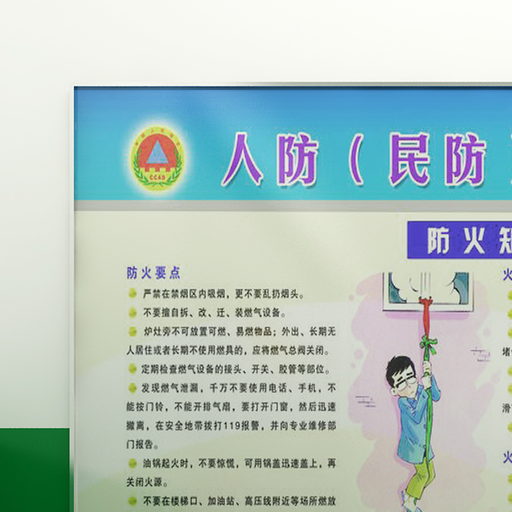 人防（民防
CCAD
防火
防火要点
严禁在禁烟区内吸烟，更不要乱扔烟头。
不要擅自拆、改、迁、装燃气设备。
炉灶旁不可放置可燃、易燃物品；外出、长期无
人居住或者长期不使用燃具的，应将燃气总阀关闭。
定期检查燃气设备的接头、开关、胶管等部位。
发现燃气泄漏，千万不要使用电话、手机，不
能按门铃，不能开排气扇，要打开门窗，然后迅速
撤离，在安全地带拨打119报警，并向专业维修部
门报告。
油锅起火时，不要惊慌，可用锅盖迅速盖上，再
关闭火源。
不要在楼梯口、加油站、高压线附近等场所燃放